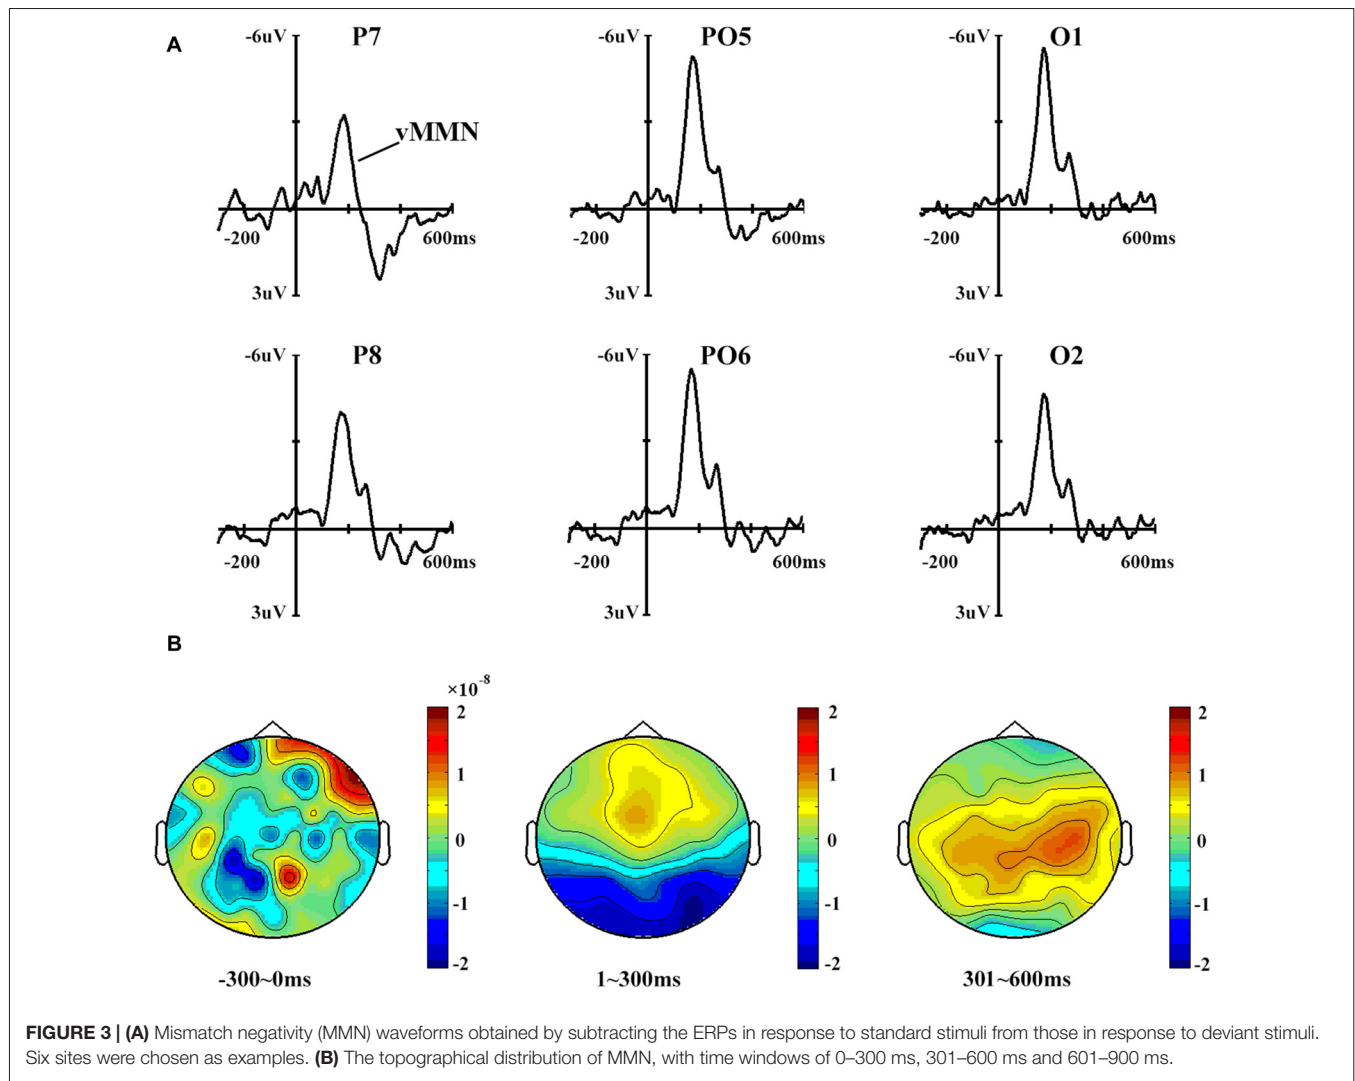 A
-6uV P7
vMMN
-200 600ms
3uV
-6uV PO5
-200 600ms
3uV
-6uV O1
-200 600ms
3uV
-6uV P8
-200 600ms
3uV
-6uV PO6
-200 600ms
3uV
-6uV O2
-200 600ms
3uV
B
×10-8
2
1
0
-1
-2
-300~0ms
2
1
0
-1
-2
1~300ms
2
1
0
-1
-2
301~600ms
FIGURE 3 | (A) Mismatch negativity (MMN) waveforms obtained by subtracting the ERPs in response to standard stimuli from those in response to deviant stimuli.
Six sites were chosen as examples. (B) The topographical distribution of MMN, with time windows of 0–300 ms, 301–600 ms and 601–900 ms.